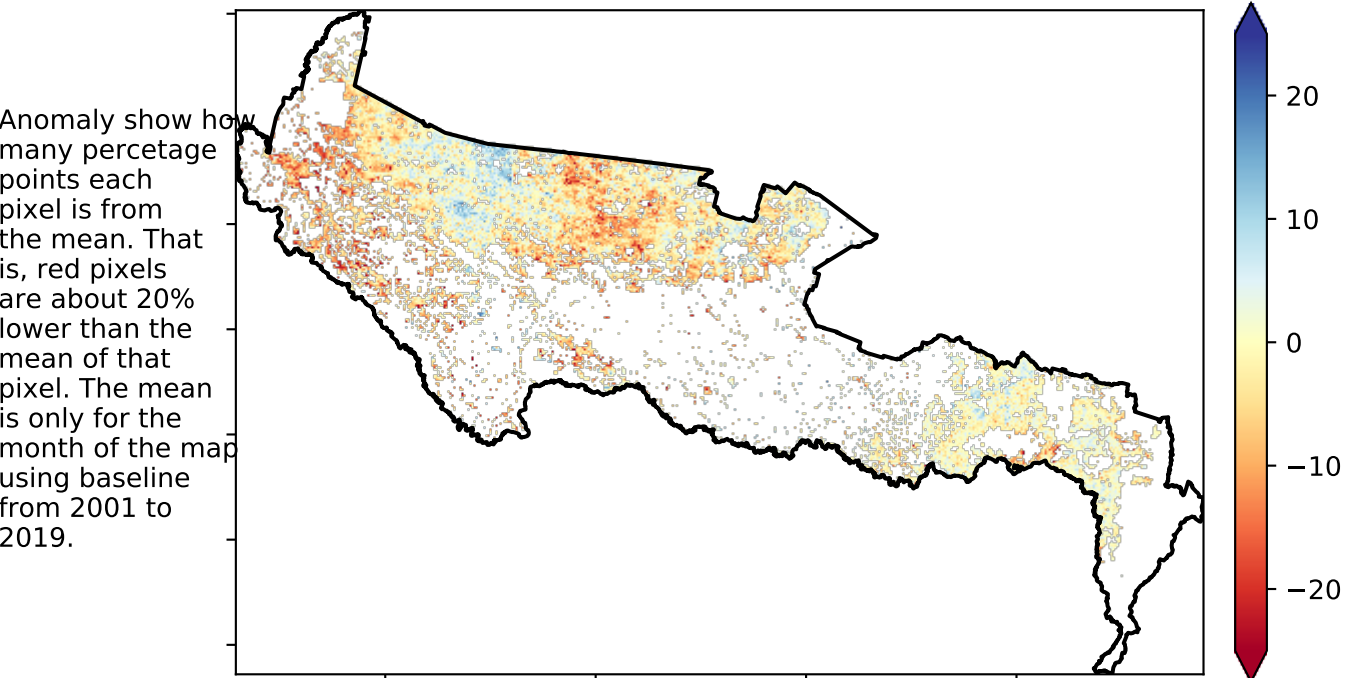 Anomaly show how
many percetage
points each
pixel is from
the mean. That
is, red pixels
are about 20%
lower than the
mean of that
pixel. The mean
is only for the
month of the map
using baseline
from 2001 to
2019.
20
10
0
−10
−20